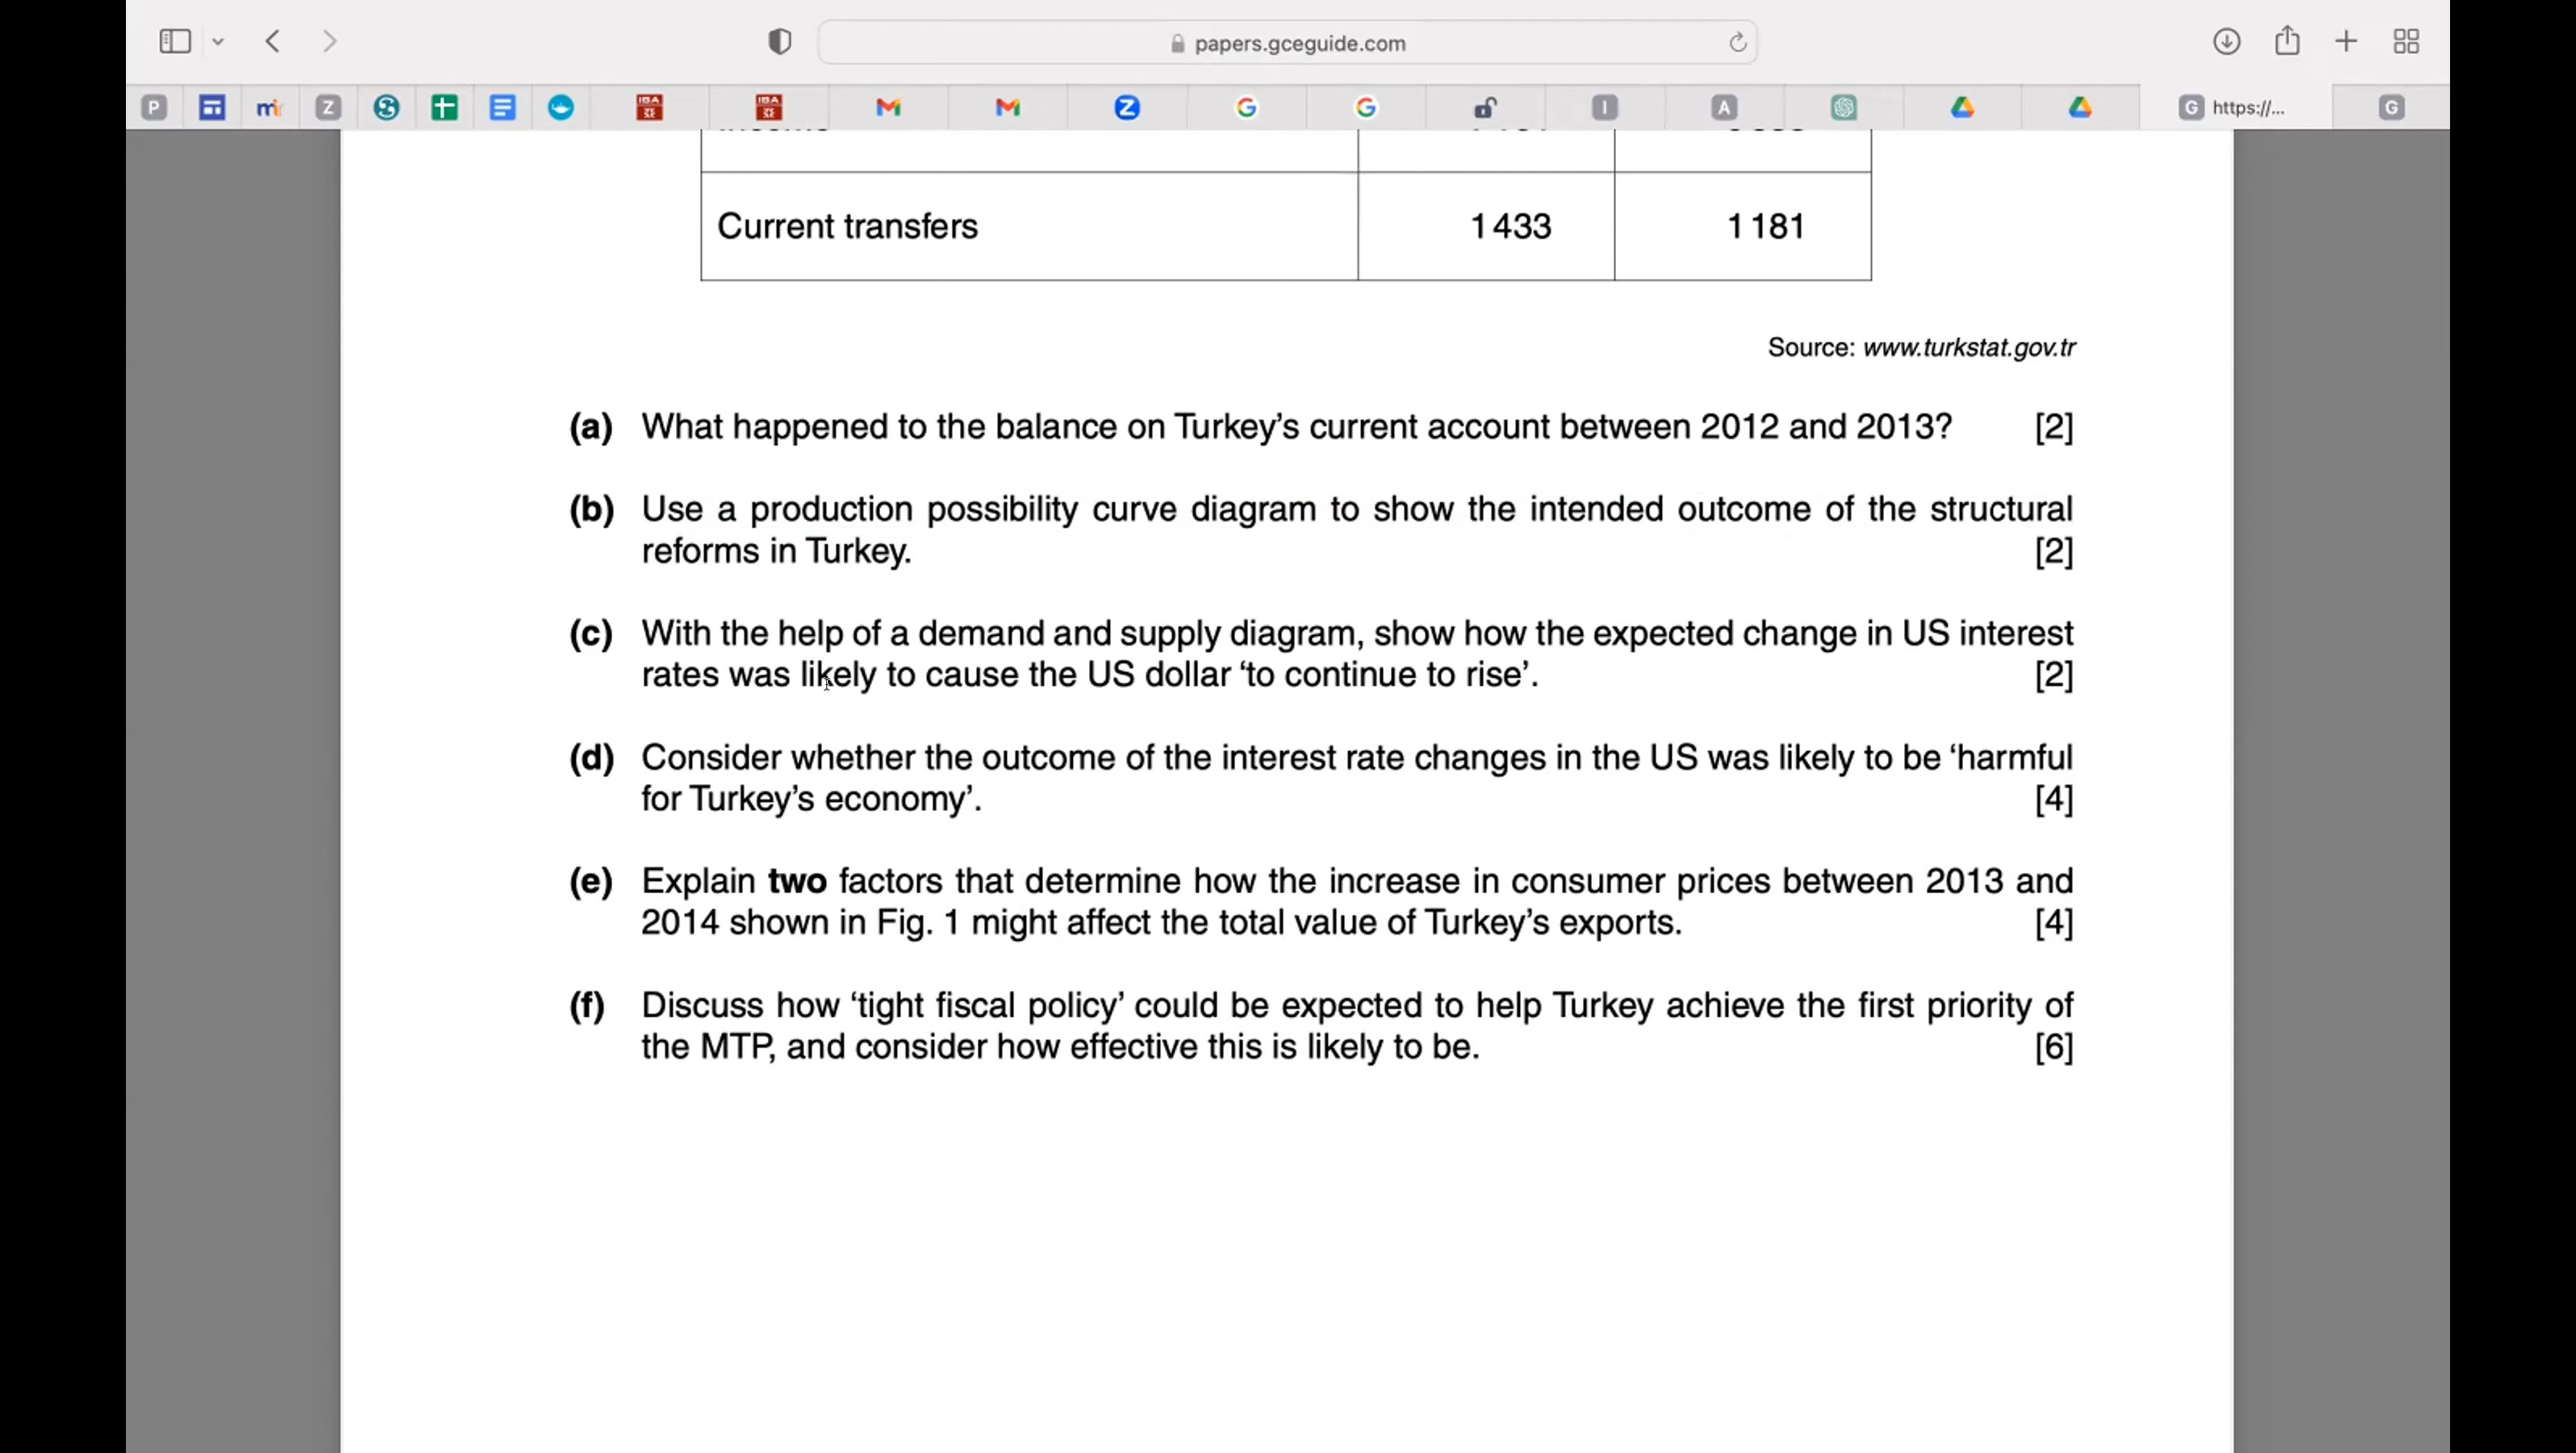 papers.gceguide.com
P
Z
IBA
IBA
Z
G
G
I
A
G https://...
G
Current transfers 1 433 1 181
Source: www.turkstat.gov.tr
(a) What happened to the balance on Turkey's current account between 2012 and 2013? [2]
(b) Use a production possibility curve diagram to show the intended outcome of the structural
reforms in Turkey. [2]
(c) With the help of a demand and supply diagram, show how the expected change in US interest
rates was likely to cause the US dollar 'to continue to rise'. [2]
(d) Consider whether the outcome of the interest rate changes in the US was likely to be 'harmful
for Turkey's economy'. [4]
(e) Explain two factors that determine how the increase in consumer prices between 2013 and
2014 shown in Fig. 1 might affect the total value of Turkey's exports. [4]
(f) Discuss how 'tight fiscal policy' could be expected to help Turkey achieve the first priority of
the MTP, and consider how effective this is likely to be. [6]